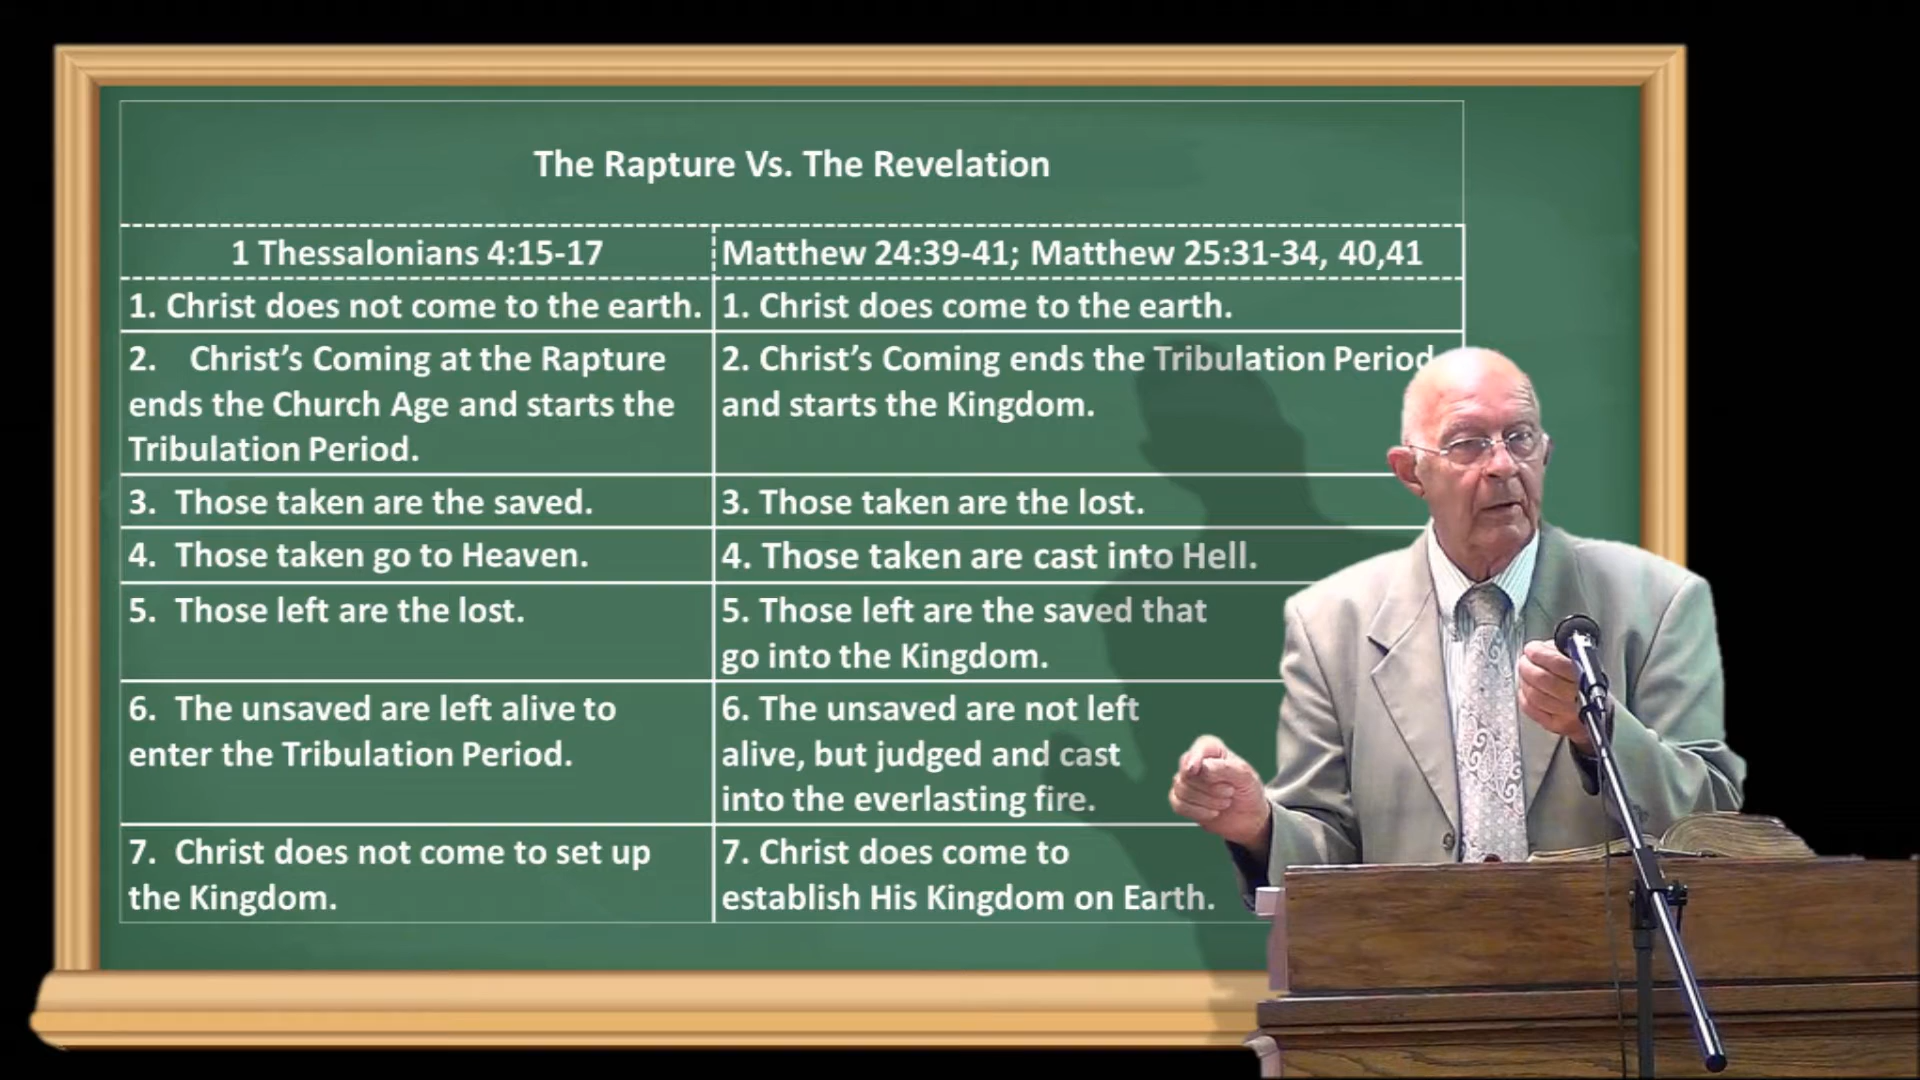 The Rapture Vs. The Revelation
1 Thessalonians 4:15-17
Matthew 24:39-41; Matthew 25:31-34, 40,41
1. Christ does not come to the earth.
1. Christ does come to the earth.
2. Christ's Coming at the Rapture
ends the Church Age and starts the
Tribulation Period.
2. Christ's Coming ends the Tribulation Period
and starts the Kingdom.
3. Those taken are the saved.
3. Those taken are the lost.
4. Those taken go to Heaven.
4. Those taken are cast into Hell.
5. Those left are the lost.
5. Those left are the saved that
go into the Kingdom.
6. The unsaved are left alive to
enter the Tribulation Period.
6. The unsaved are not left
alive, but judged and cast
into the everlasting fire.
7. Christ does not come to set up
the Kingdom.
7. Christ does come to
establish His Kingdom on Earth.